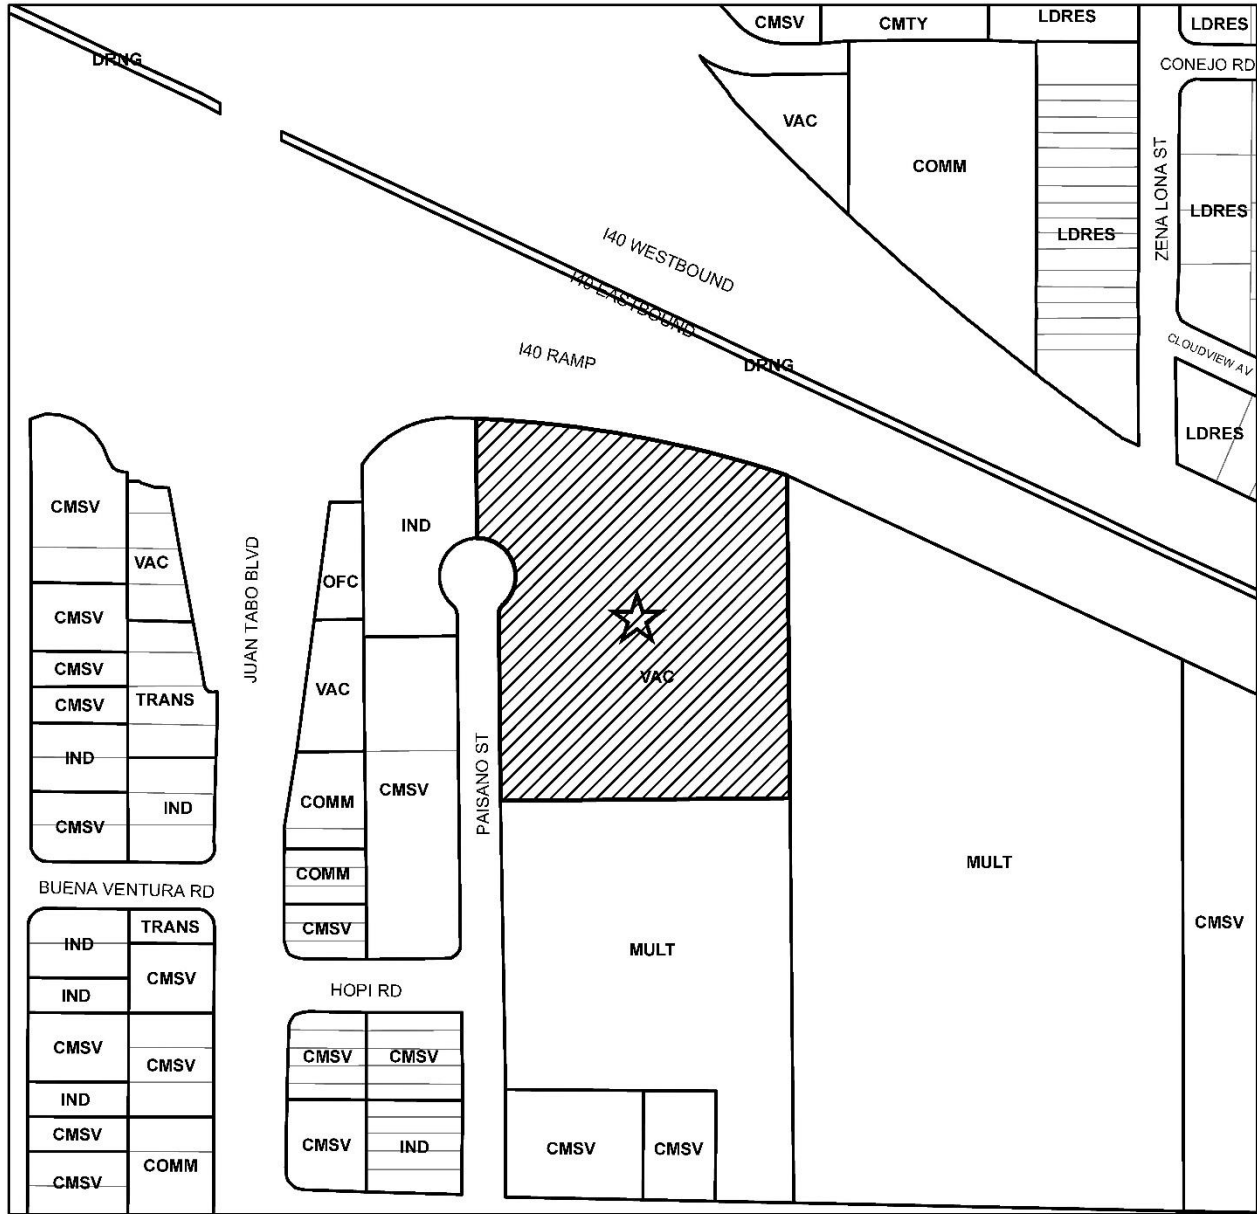 CMSV
CMTY
LDRES
LDRES
DRNG
CONEJO RD
VAC
COMM
LDRES
LDRES
ZENA LONA ST
I40 WESTBOUND
I40 EASTBOUND
I40 RAMP
DRNG
CLOUDVIEW AV
LDRES
CMSV
IND
VAC
OFC
JUAN TABO BLVD
CMSV
CMSV
CMSV
TRANS
VAC
VAC
IND
CMSV
COMM
PAISANO ST
IND
CMSV
MULT
COMM
BUENA VENTURA RD
TRANS
CMSV
CMSV
IND
MULT
CMSV
IND
HOPI RD
CMSV
CMSV
CMSV
CMSV
IND
CMSV
CMSV
IND
CMSV
CMSV
COMM
CMSV